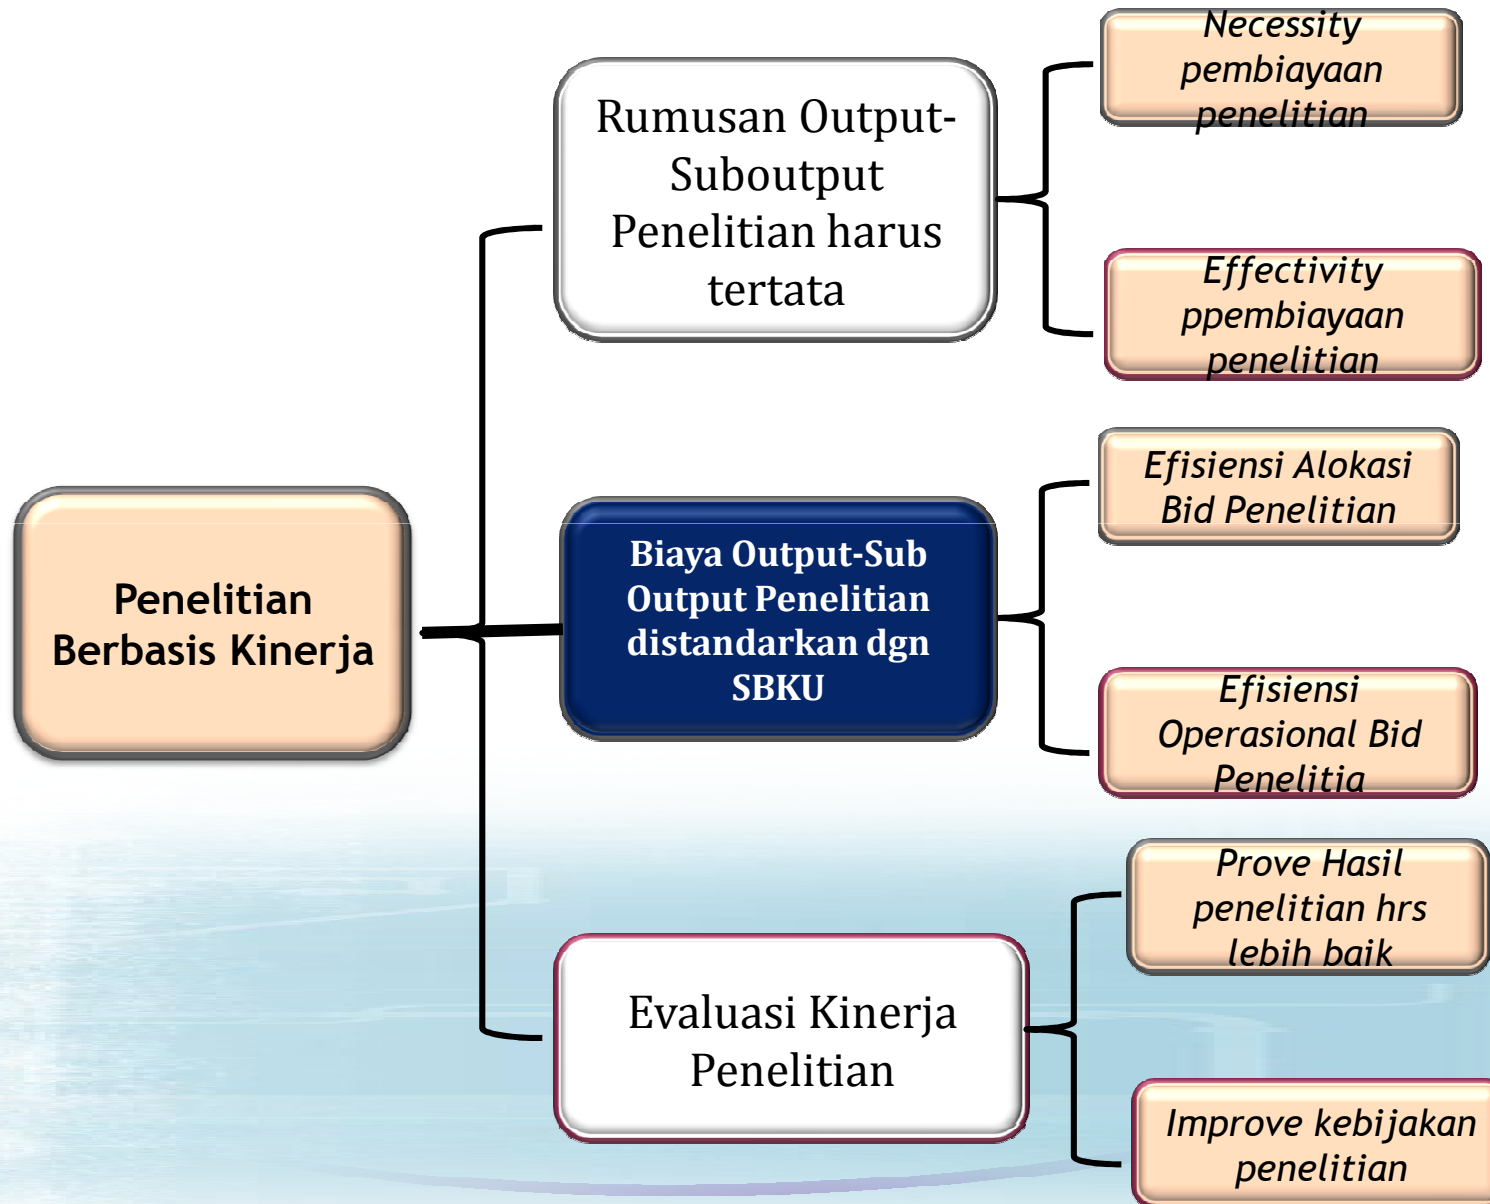 Penelitian
Berbasis Kinerja
Rumusan Output-
Suboutput
Penelitian harus
tertata
Necessity
pembiayaan
penelitian
Effectivity
ppembiayaan
penelitian
Biaya Output-Sub
Output Penelitian
distandarkan dgn
SBKU
Efisiensi Alokasi
Bid Penelitian
Efisiensi
Operasional Bid
Penelitia
Evaluasi Kinerja
Penelitian
Prove Hasil
penelitian hrs
lebih baik
Improve kebijakan
penelitian